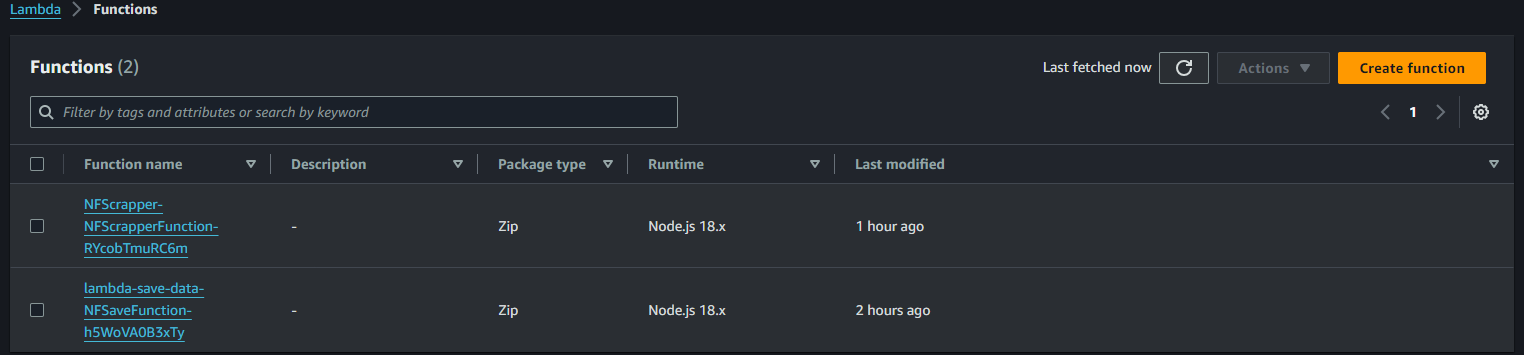 Lambda > Functions
Functions (2)
Last fetched now
Actions
Create function
Filter by tags and attributes or search by keyword
1
Function name Description Package type Runtime Last modified
NFScrapper-
NFScrapperFunction-
RYcobTmuRC6m
- Zip Node.js 18.x 1 hour ago
lambda-save-data-
NFSaveFunction-
h5WoVA0B3xTy
- Zip Node.js 18.x 2 hours ago